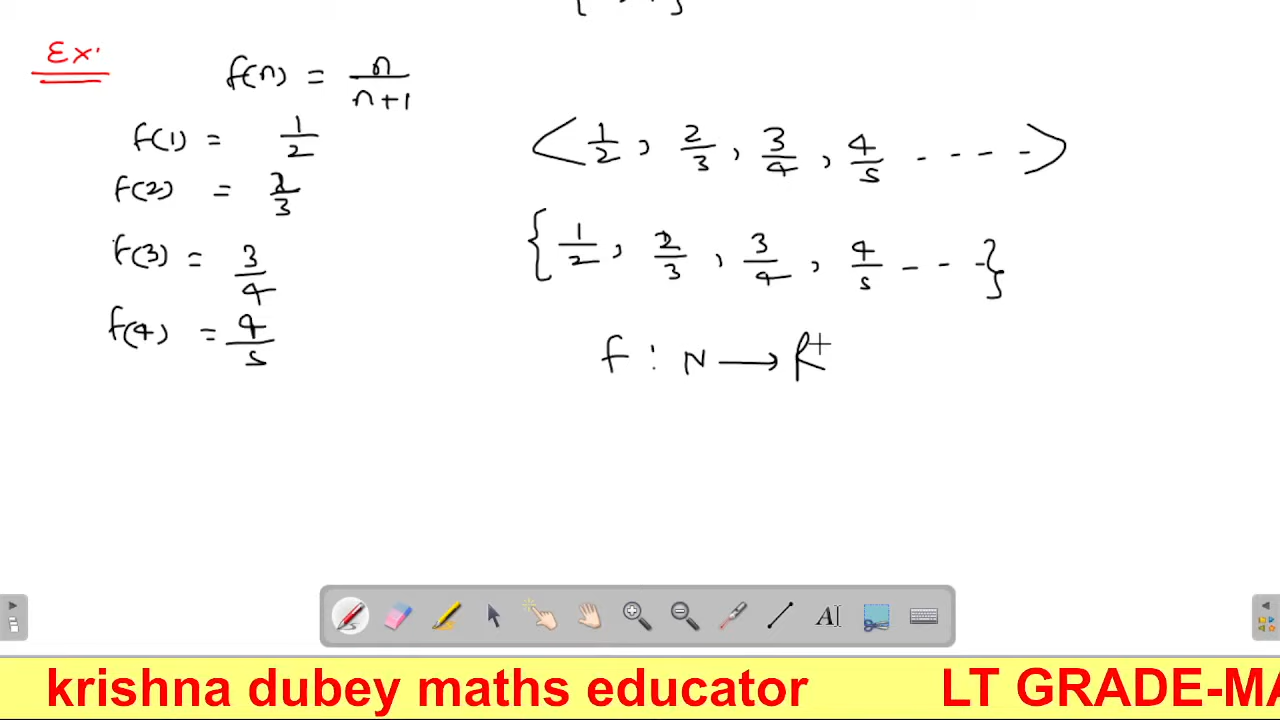 Ex.
f(n) = n/(n+1)
f(1) = 1/2
f(2) = 2/3
f(3) = 3/4
f(4) = 4/5
< 1/2, 2/3, 3/4, 4/5 - - - - >
{ 1/2, 2/3, 3/4, 4/5 - - - }
f : N ⟶ R+
krishna dubey maths educator LT GRADE-MA